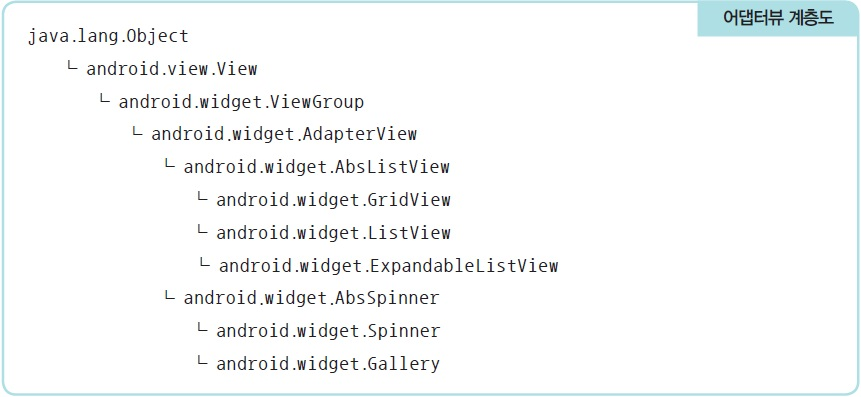 어댑터뷰 계층도
java.lang.Object
└ android.view.View
└ android.widget.ViewGroup
└ android.widget.AdapterView
└ android.widget.AbsListView
└ android.widget.GridView
└ android.widget.ListView
└ android.widget.ExpandableListView
└ android.widget.AbsSpinner
└ android.widget.Spinner
└ android.widget.Gallery